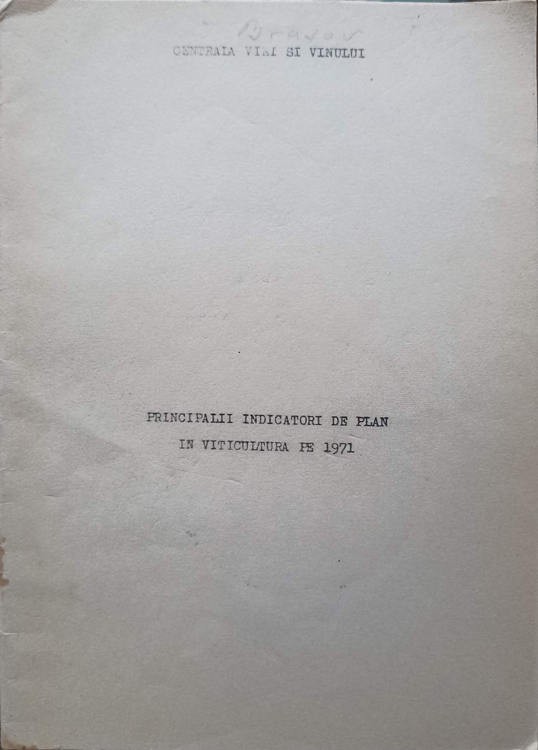 Brasov
CENTRALA VIEI SI VINULUI
PRINCIPALII INDICATORI DE PLAN
IN VITICULTURA PE 1971